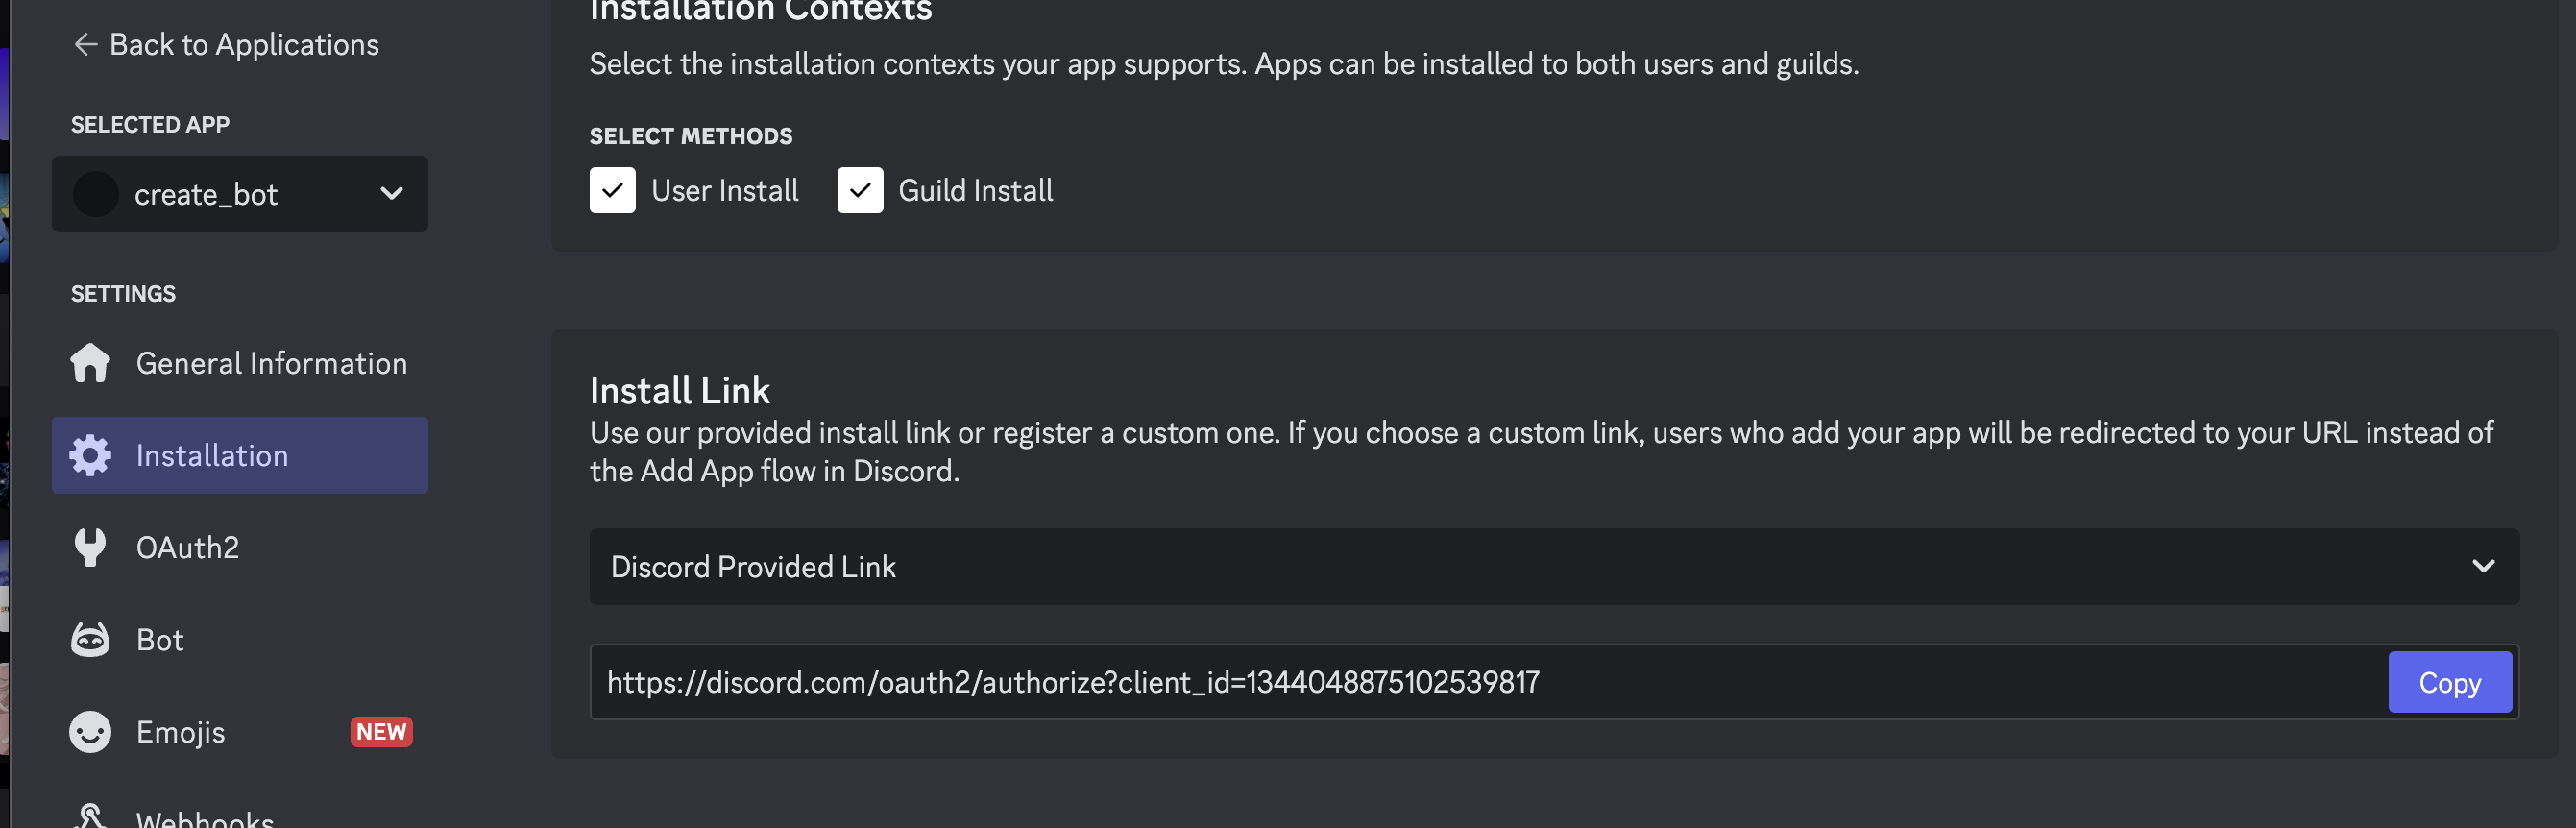 Back to Applications
SELECTED APP
create_bot
SETTINGS
General Information
Installation
OAuth2
Bot
Emojis
NEW
Webhooks
Installation Contexts
Select the installation contexts your app supports. Apps can be installed to both users and guilds.
SELECT METHODS
User Install
Guild Install
Install Link
Use our provided install link or register a custom one. If you choose a custom link, users who add your app will be redirected to your URL instead of
the Add App flow in Discord.
Discord Provided Link
https://discord.com/oauth2/authorize?client_id=1344048875102539817
Copy